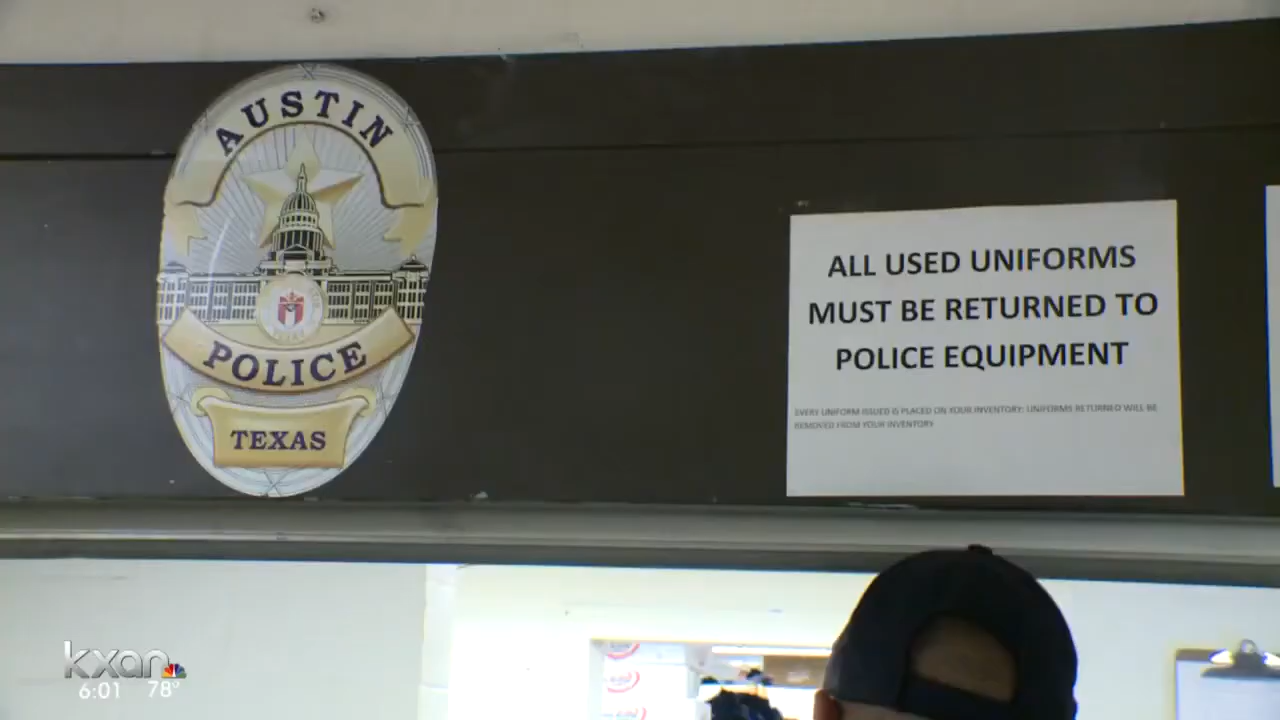 AUSTIN
POLICE
TEXAS
ALL USED UNIFORMS
MUST BE RETURNED TO
POLICE EQUIPMENT
EVERY UNIFORM ISSUED IS PLACED ON YOUR INVENTORY; UNIFORMS RETURNED WILL BE
REMOVED FROM YOUR INVENTORY
kxan
6:01 78°